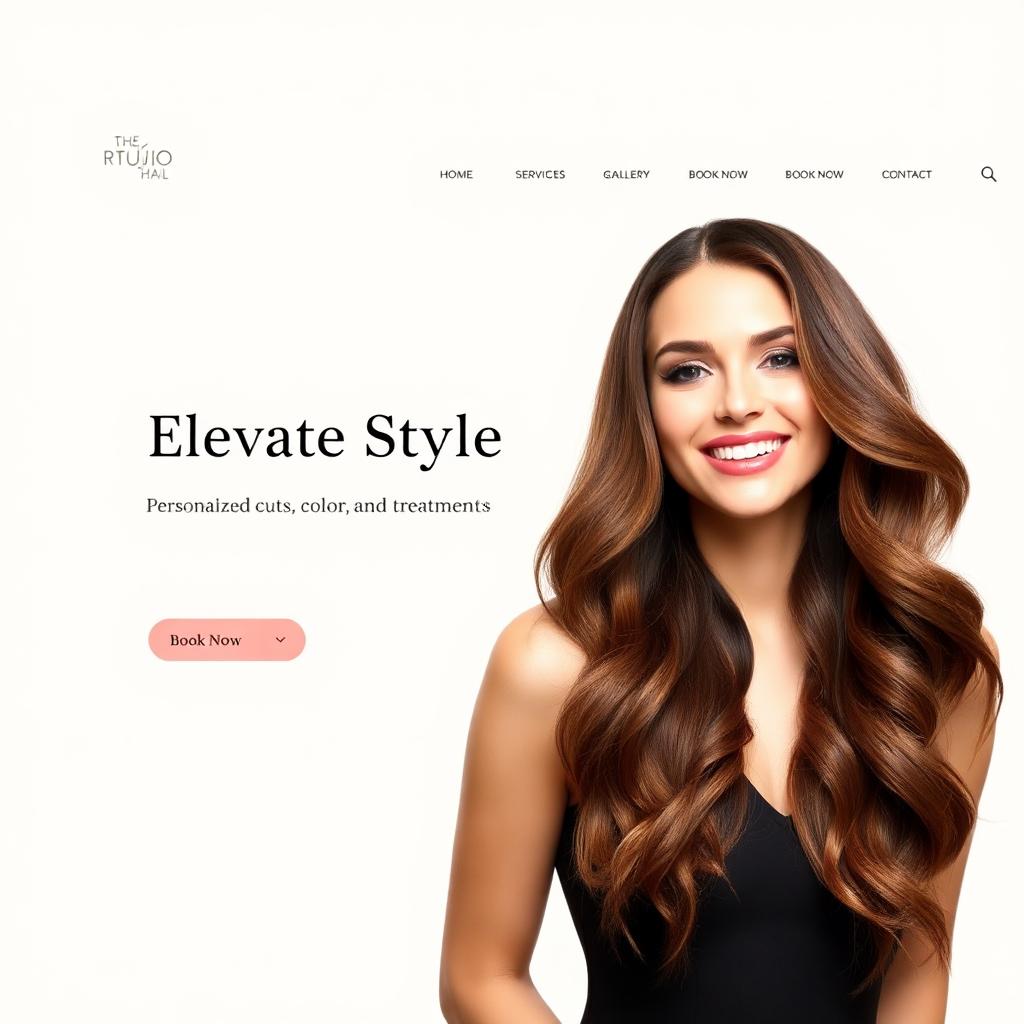 THE
RTUJIO
HAL
HOME SERVICES GALLERY BOOK NOW BOOK NOW CONTACT
Elevate Style
Personaized cuts, color, and treatments
Book Now